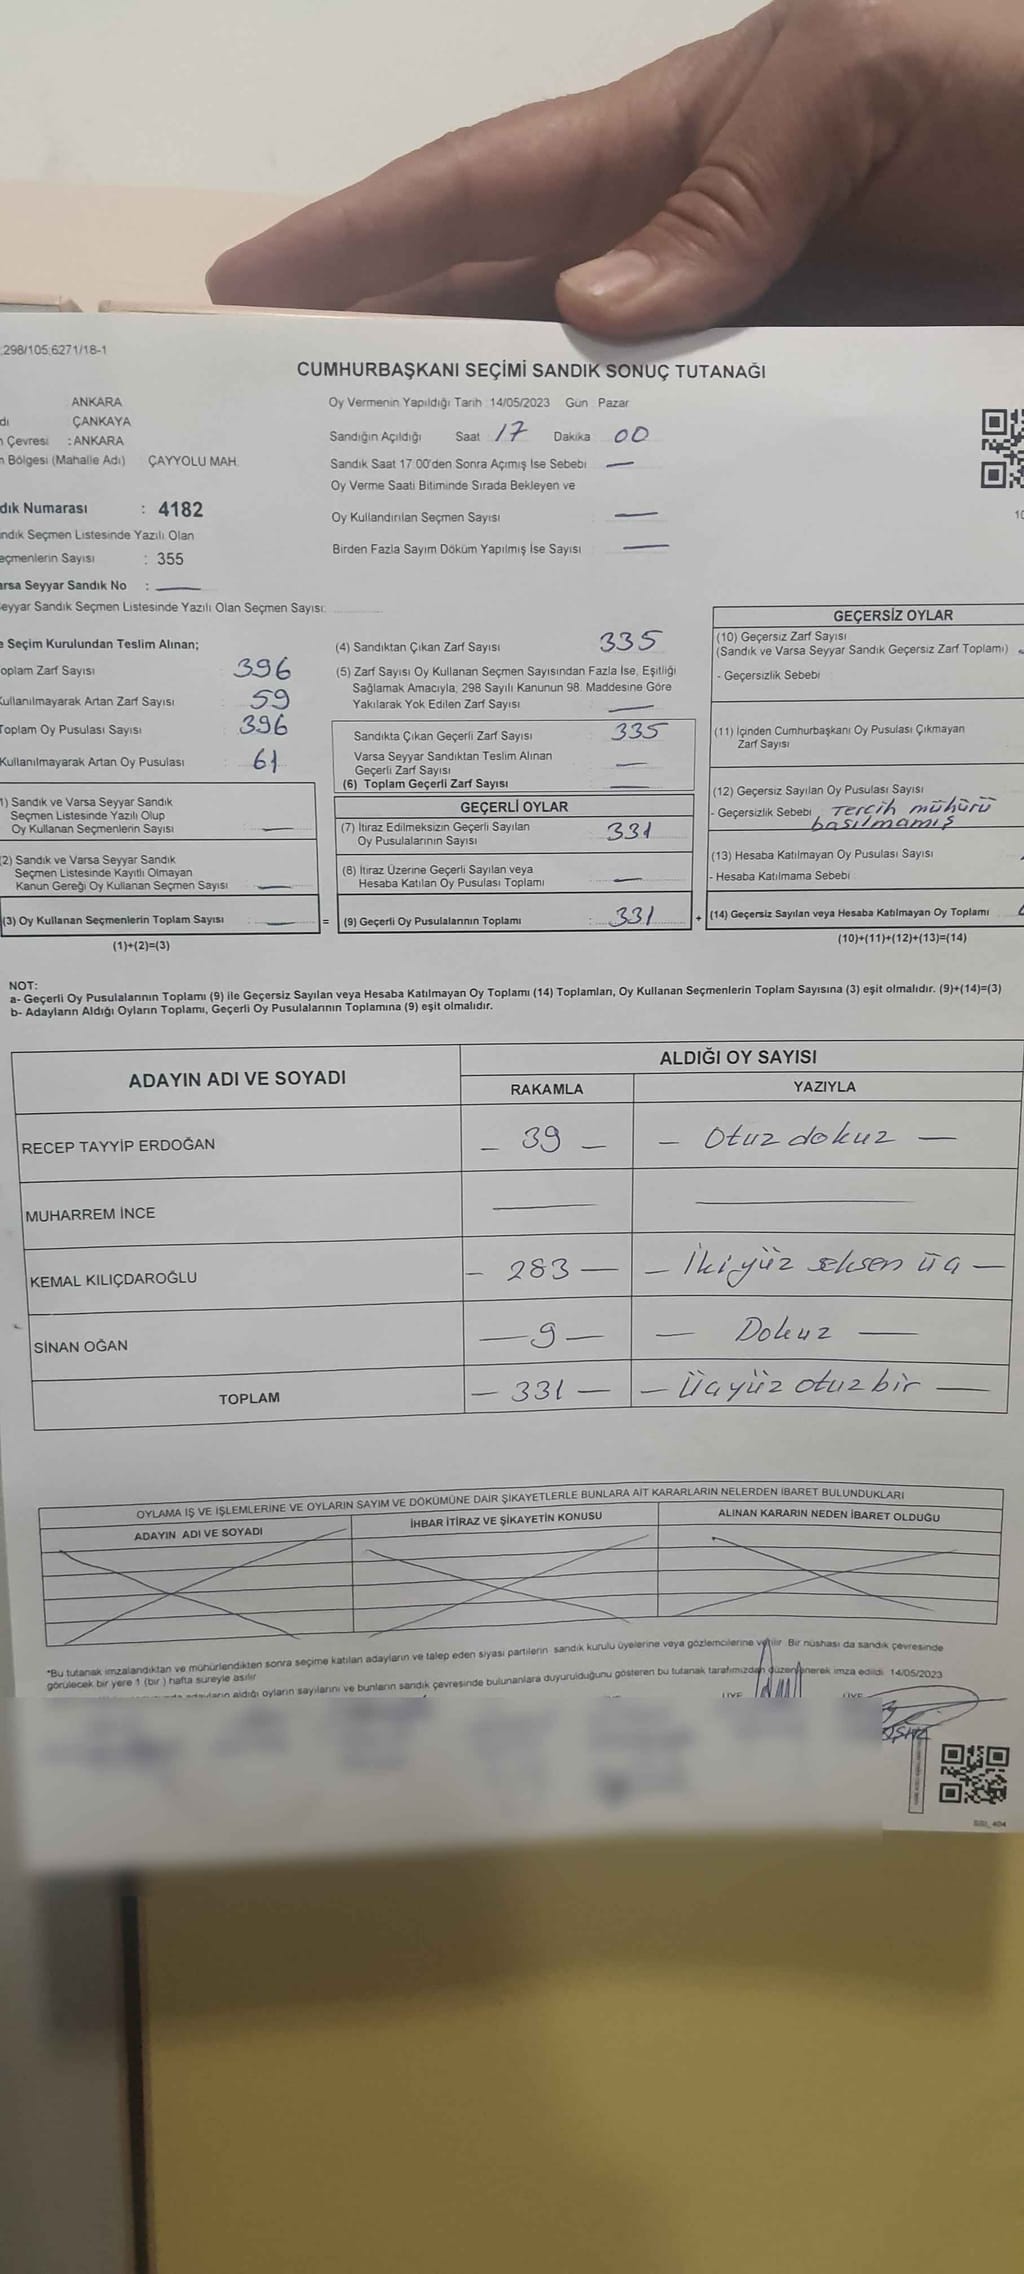 298/105;6271/18-1
CUMHURBAŞKANI SEÇİMİ SANDIK SONUÇ TUTANAĞI
ANKARA
ÇANKAYA
Çevresi : ANKARA
Bölgesi (Mahalle Adı) ÇAYYOLU MAH.
dık Numarası : 4182
ndık Seçmen Listesinde Yazılı Olan
eçmenlerin Sayısı : 355
arsa Seyyar Sandık No :
eyyar Sandık Seçmen Listesinde Yazılı Olan Seçmen Sayısı:
Oy Vermenin Yapıldığı Tarih :14/05/2023 Gün Pazar
Sandığın Açıldığı Saat 17 Dakika 00
Sandık Saat 17:00'den Sonra Açımış İse Sebebi
Oy Verme Saati Bitiminde Sırada Bekleyen ve
Oy Kullandırılan Seçmen Sayısı
Birden Fazla Sayım Döküm Yapılmış İse Sayısı
e Seçim Kurulundan Teslim Alınan;
oplam Zarf Sayısı 396
Kullanılmayarak Artan Zarf Sayısı 59
Toplam Oy Pusulası Sayısı 396
Kullanılmayarak Artan Oy Pusulası 61
1) Sandık ve Varsa Seyyar Sandık
Seçmen Listesinde Yazılı Olup
Oy Kullanan Seçmenlerin Sayısı
(2) Sandık ve Varsa Seyyar Sandık
Seçmen Listesinde Kayıtlı Olmayan
Kanun Gereği Oy Kullanan Seçmen Sayısı
(3) Oy Kullanan Seçmenlerin Toplam Sayısı =
(1)+(2)=(3)
(4) Sandıktan Çıkan Zarf Sayısı 335
(5) Zarf Sayısı Oy Kullanan Seçmen Sayısından Fazla İse, Eşitliği
Sağlamak Amacıyla, 298 Sayılı Kanunun 98. Maddesine Göre
Yakılarak Yok Edilen Zarf Sayısı
Sandıkta Çıkan Geçerli Zarf Sayısı 335
Varsa Seyyar Sandıktan Teslim Alınan
Geçerli Zarf Sayısı
(6) Toplam Geçerli Zarf Sayısı
GEÇERLİ OYLAR
(7) İtiraz Edilmeksizin Geçerli Sayılan
Oy Pusulalarının Sayısı 331
(8) İtiraz Üzerine Geçerli Sayılan veya
Hesaba Katılan Oy Pusulası Toplamı
(9) Geçerli Oy Pusulalarının Toplamı : 331 +
GEÇERSİZ OYLAR
(10) Geçersiz Zarf Sayısı
(Sandık ve Varsa Seyyar Sandık Geçersiz Zarf Toplamı)
- Geçersizlik Sebebi
(11) İçinden Cumhurbaşkanı Oy Pusulası Çıkmayan
Zarf Sayısı
(12) Geçersiz Sayılan Oy Pusulası Sayısı
- Geçersizlik Sebebi Tercih mühürü
basılmamış
(13) Hesaba Katılmayan Oy Pusulası Sayısı
- Hesaba Katılmama Sebebi
(14) Geçersiz Sayılan veya Hesaba Katılmayan Oy Toplamı
(10)+(11)+(12)+(13)=(14)
NOT:
a- Geçerli Oy Pusulalarının Toplamı (9) ile Geçersiz Sayılan veya Hesaba Katılmayan Oy Toplamı (14) Toplamları, Oy Kullanan Seçmenlerin Toplam Sayısına (3) eşit olmalıdır. (9)+(14)=(3)
b- Adayların Aldığı Oyların Toplamı, Geçerli Oy Pusulalarının Toplamına (9) eşit olmalıdır.
ADAYIN ADI VE SOYADI ALDIĞI OY SAYISI
RAKAMLA YAZIYLA
RECEP TAYYİP ERDOĞAN - 39 - - Otuz dokuz -
MUHARREM İNCE
KEMAL KILIÇDAROĞLU - 283 - - İkiyüz seksen üç -
SİNAN OĞAN - 9 - - Dokuz -
TOPLAM - 331 - - Üçyüz otuz bir -
OYLAMA İŞ VE İŞLEMLERİNE VE OYLARIN SAYIM VE DÖKÜMÜNE DAİR ŞİKAYETLERLE BUNLARA AİT KARARLARIN NELERDEN İBARET BULUNDUKLARI
ADAYIN ADI VE SOYADI İHBAR İTİRAZ VE ŞİKAYETİN KONUSU ALINAN KARARIN NEDEN İBARET OLDUĞU
*Bu tutanak imzalandıktan ve mühürlendikten sonra seçime katılan adayların ve talep eden siyasi partilerin sandık kurulu üyelerine veya gözlemcilerine verilir. Bir nüshası da sandık çevresinde
görülecek bir yere 1 (bir ) hafta süreyle asılır.
adayların aldığı oyların sayılarını ve bunların sandık çevresinde bulunanlara duyurulduğunu gösteren bu tutanak tarafımızdan düzenlenerek imza edildi. 14/05/2023
ÜYE ÜYE